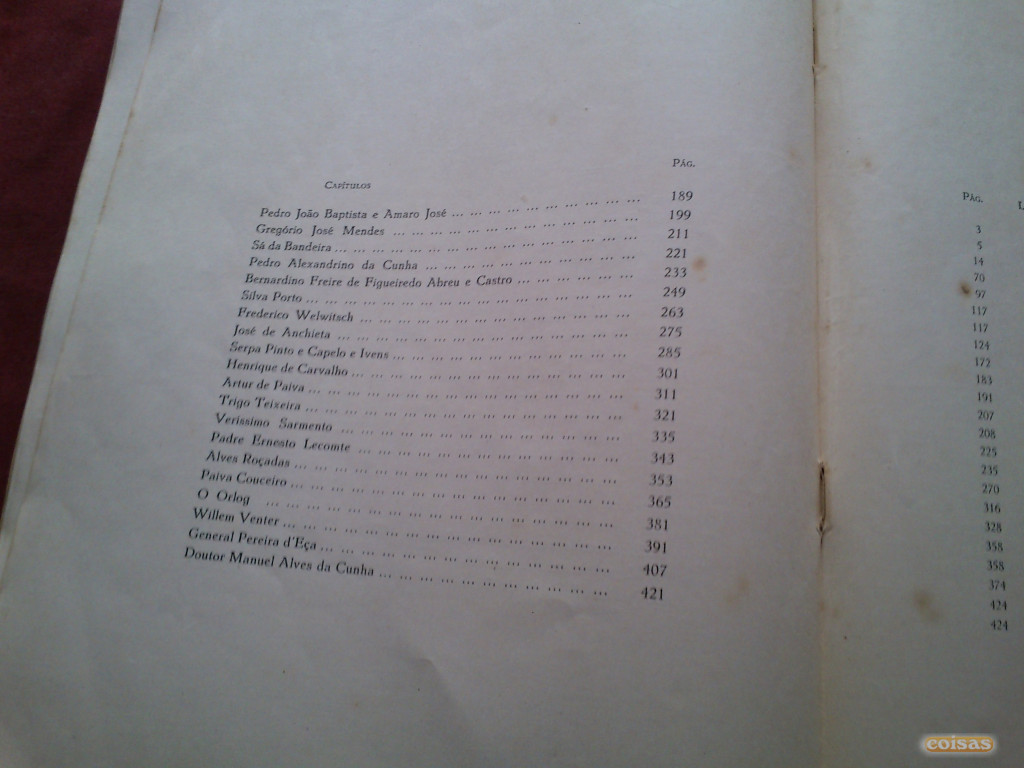 Pág.
Capítulos
Pedro João Baptista e Amaro José ... 189
Gregório José Mendes ... 199
Sá da Bandeira ... 211
Pedro Alexandrino da Cunha ... 221
Bernardino Freire de Figueiredo Abreu e Castro ... 233
Silva Porto ... 249
Frederico Welwitsch ... 263
José de Anchieta ... 275
Serpa Pinto e Capelo e Ivens ... 285
Henrique de Carvalho ... 301
Artur de Paiva ... 311
Trigo Teixeira ... 321
Veríssimo Sarmento ... 335
Padre Ernesto Lecomte ... 343
Alves Roçadas ... 353
Paiva Couceiro ... 365
O Orlog ... 381
Willem Venter ... 391
General Pereira d'Eça ... 407
Doutor Manuel Alves da Cunha ... 421
Pág.
3
5
14
70
97
117
117
124
172
183
191
207
208
225
235
270
316
328
358
358
374
424
424
coisas